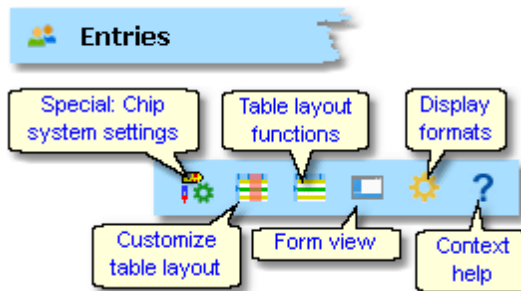 Entries
Special: Chip
system settings
Table layout
functions
Display
formats
?
Customize
table layout
Form view
Context
help